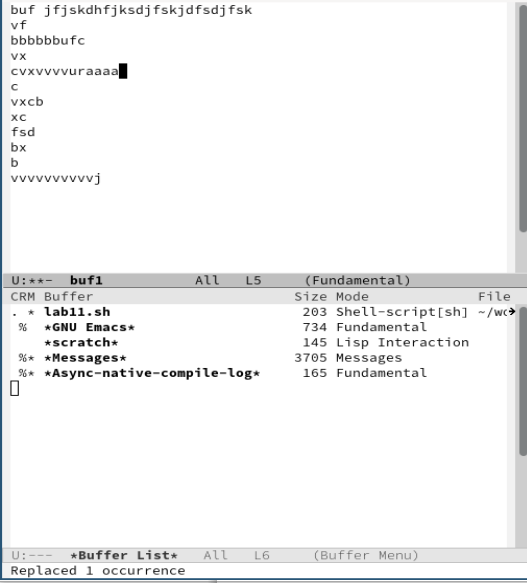 buf jfjskdhfjksdjfskjdfsdjfsk
vf
bbbbbbufc
vx
cvxvvvvuraaaa
c
vxcb
xc
fsd
bx
b
vvvvvvvvvvj
U:**-  buf1           All   L5     (Fundamental)
CRM Buffer                Size Mode             File
. * lab11.sh               203 Shell-script[sh] ~/wo
 %  *GNU Emacs*            734 Fundamental
    *scratch*              145 Lisp Interaction
 %* *Messages*            3705 Messages
 %* *Async-native-compile-log*     165 Fundamental
U:---  *Buffer List*   All   L6     (Buffer Menu)
Replaced 1 occurrence